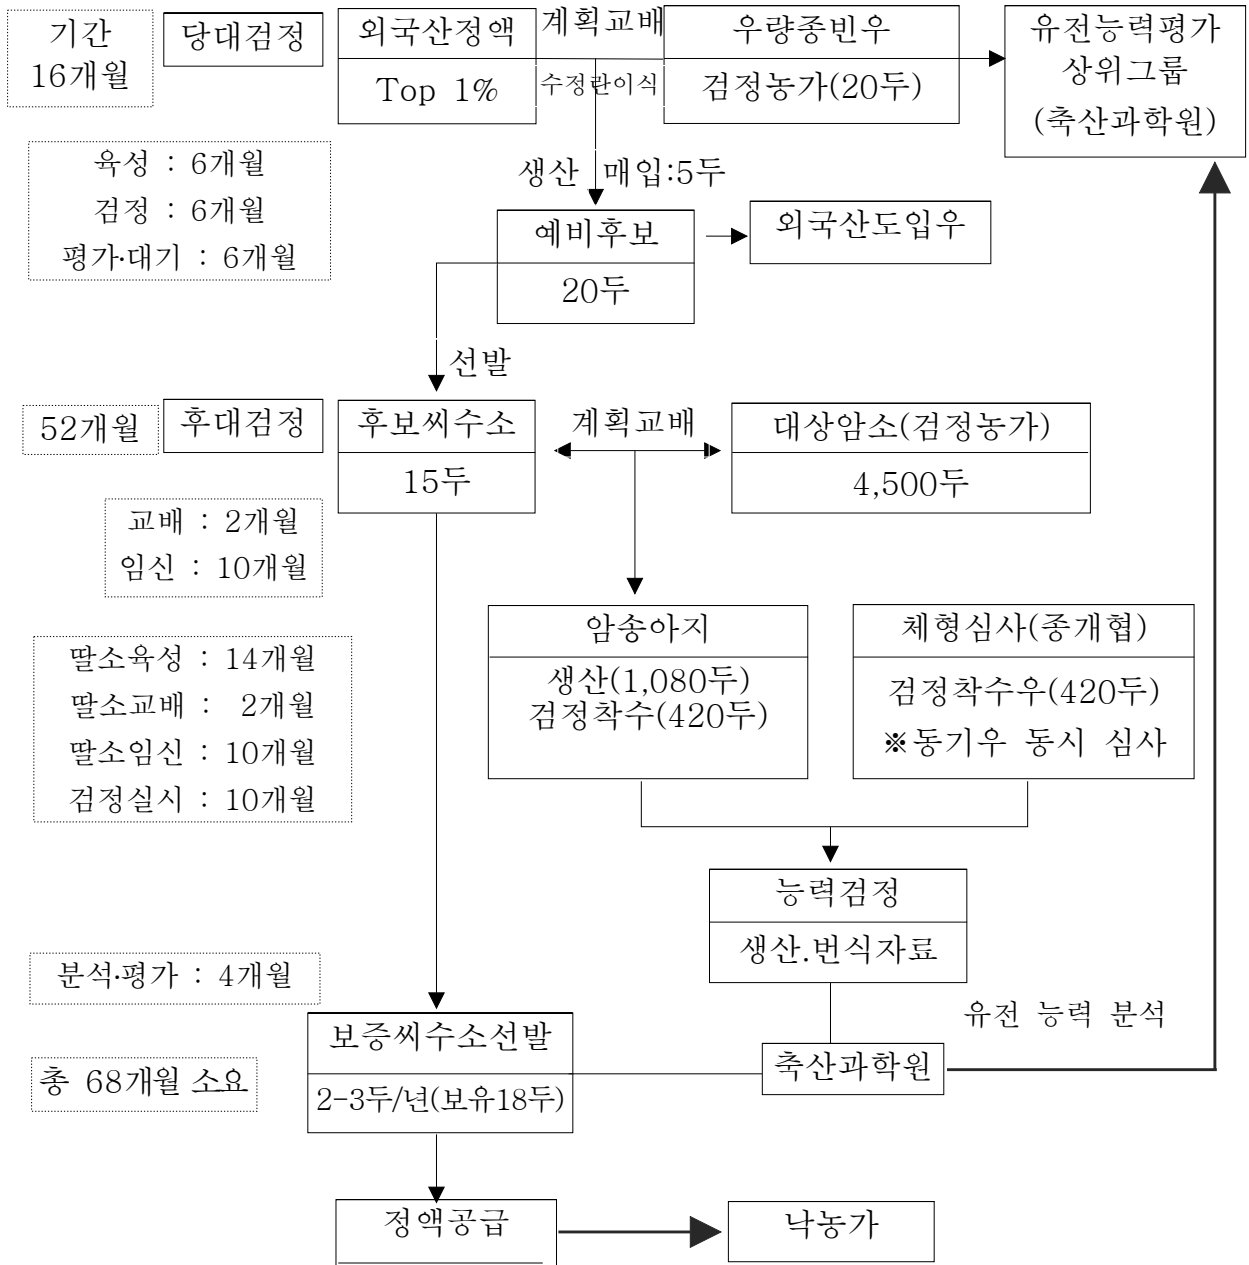 기간
16개월
당대검정
외국산정액
Top 1%
계획교배
수정란이식
우량종빈우
검정농가(20두)
유전능력평가
상위그룹
(축산과학원)
육성 : 6개월
검정 : 6개월
평가·대기 : 6개월
생산 매입:5두
예비후보
20두
외국산도입우
선발
52개월
후대검정
후보씨수소
15두
계획교배
대상암소(검정농가)
4,500두
교배 : 2개월
임신 : 10개월
암송아지
생산(1,080두)
검정착수(420두)
체형심사(종개협)
검정착수우(420두)
※동기우 동시 심사
딸소육성 : 14개월
딸소교배 : 2개월
딸소임신 : 10개월
검정실시 : 10개월
능력검정
생산.번식자료
분석·평가 : 4개월
유전 능력 분석
보증씨수소선발
2-3두/년(보유18두)
축산과학원
총 68개월 소요
정액공급
낙농가